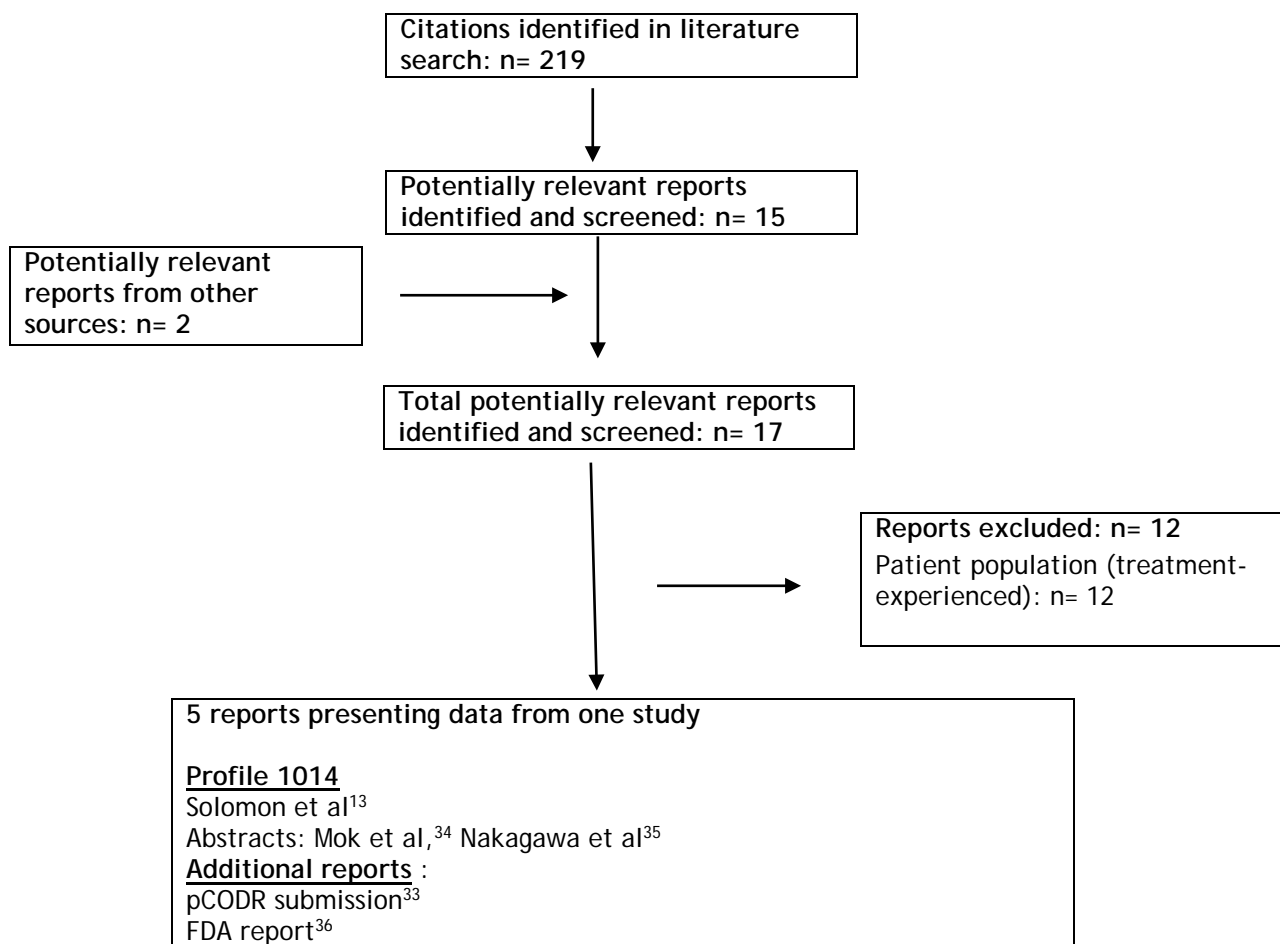 Citations identified in literature
search: n= 219
Potentially relevant reports
identified and screened: n= 15
Potentially relevant
reports from other
sources: n= 2
Total potentially relevant reports
identified and screened: n= 17
Reports excluded: n= 12
Patient population (treatment-
experienced): n= 12
5 reports presenting data from one study
Profile 1014
Solomon et al13
Abstracts: Mok et al,34 Nakagawa et al35
Additional reports :
pCODR submission33
FDA report36